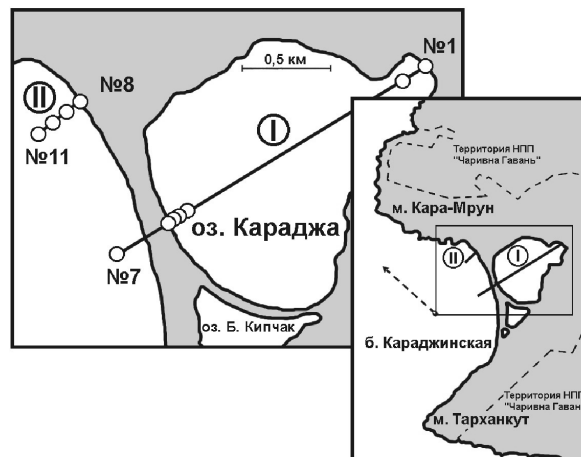 №1
0,5 км
II
№8
№11
I
оз. Караджа
№7
оз. Б. Кипчак
Территория НПП
"Чаривна Гавань"
м. Кара-Мрун
II
I
б. Караджинская
Территория НПП
"Чаривна Гаван
м. Тарханкут